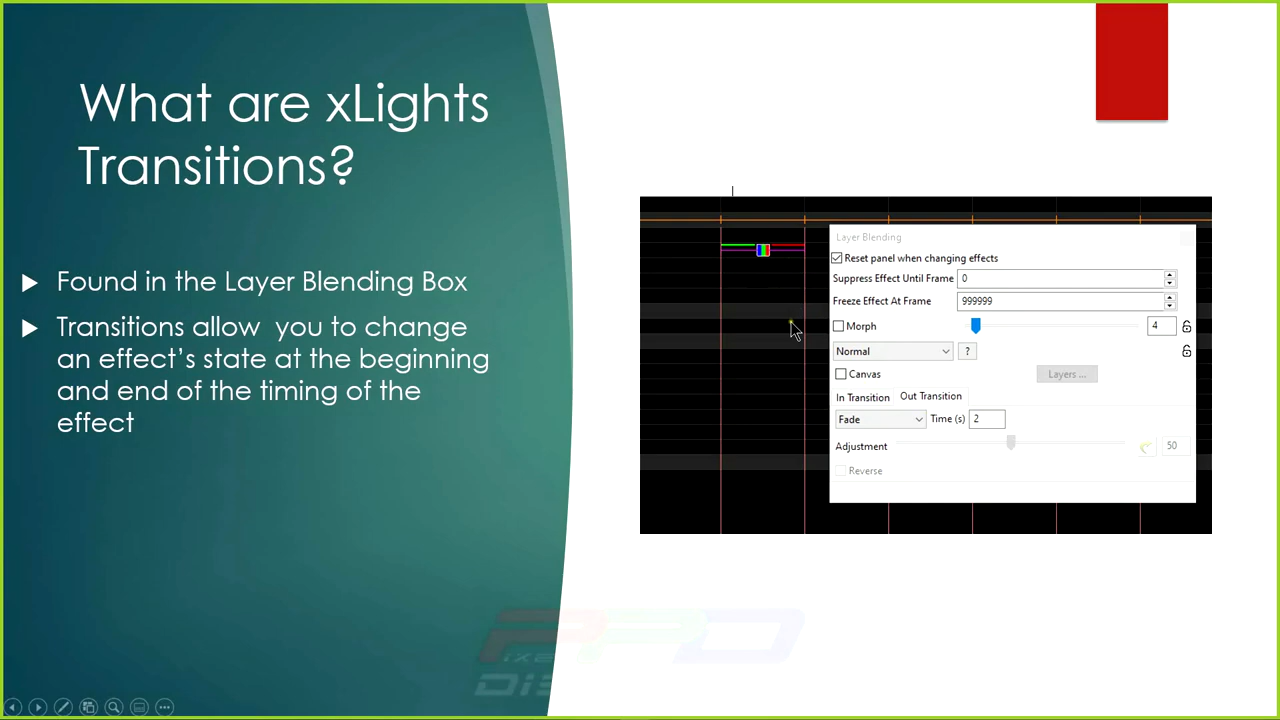 What are xLights
Transitions?
Found in the Layer Blending Box
Transitions allow you to change
an effect's state at the beginning
and end of the timing of the
effect
Layer Blending
Reset panel when changing effects
Suppress Effect Until Frame 0
Freeze Effect At Frame 999999
Morph 4
Normal ?
Canvas Layers ...
In Transition Out Transition
Fade Time (s) 2
Adjustment 50
Reverse
PPD